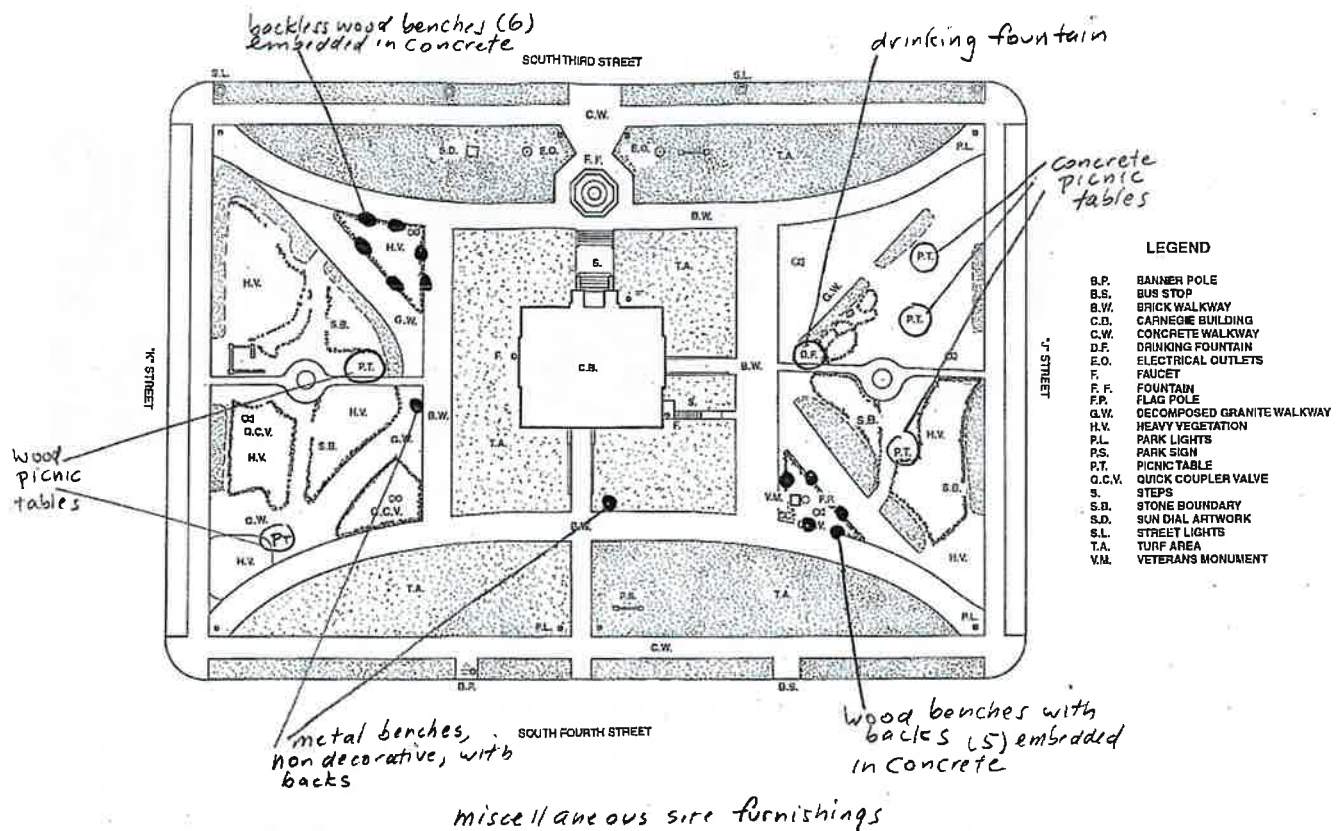 backless wood benches (6)
embedded in concrete
drinking fountain
SOUTH THIRD STREET
S.L.
S.L.
C.W.
S.D.
E.O.
E.O.
T.A.
P.L.
F.F.
concrete
picnic
tables
B.W.
H.V.
S.
T.A.
P.T.
H.V.
G.W.
G.W.
S.B.
P.T.
"K" STREET
P.T.
F.
C.B.
B.W.
D.F.
"J" STREET
H.V.
B.W.
S.
F.
S.B.
H.V.
Q.C.V.
H.V.
S.B.
G.W.
T.A.
P.T.
wood
picnic
tables
S.B.
Q.C.V.
V.M.
F.P.
G.W.
PT
B.W.
H.V.
H.V.
T.A.
P.S.
T.A.
P.L.
P.L.
C.W.
B.S.
metal benches,
non decorative, with
backs
SOUTH FOURTH STREET
wood benches with
backs (5) embedded
in concrete
miscellaneous site furnishings
LEGEND
B.P. BANNER POLE
B.S. BUS STOP
B.W. BRICK WALKWAY
C.B. CARNEGIE BUILDING
C.W. CONCRETE WALKWAY
D.F. DRINKING FOUNTAIN
E.O. ELECTRICAL OUTLETS
F. FAUCET
F. F. FOUNTAIN
F.P. FLAG POLE
G.W. DECOMPOSED GRANITE WALKWAY
H.V. HEAVY VEGETATION
P.L. PARK LIGHTS
P.S. PARK SIGN
P.T. PICNIC TABLE
Q.C.V. QUICK COUPLER VALVE
S. STEPS
S.B. STONE BOUNDARY
S.D. SUN DIAL ARTWORK
S.L. STREET LIGHTS
T.A. TURF AREA
V.M. VETERANS MONUMENT